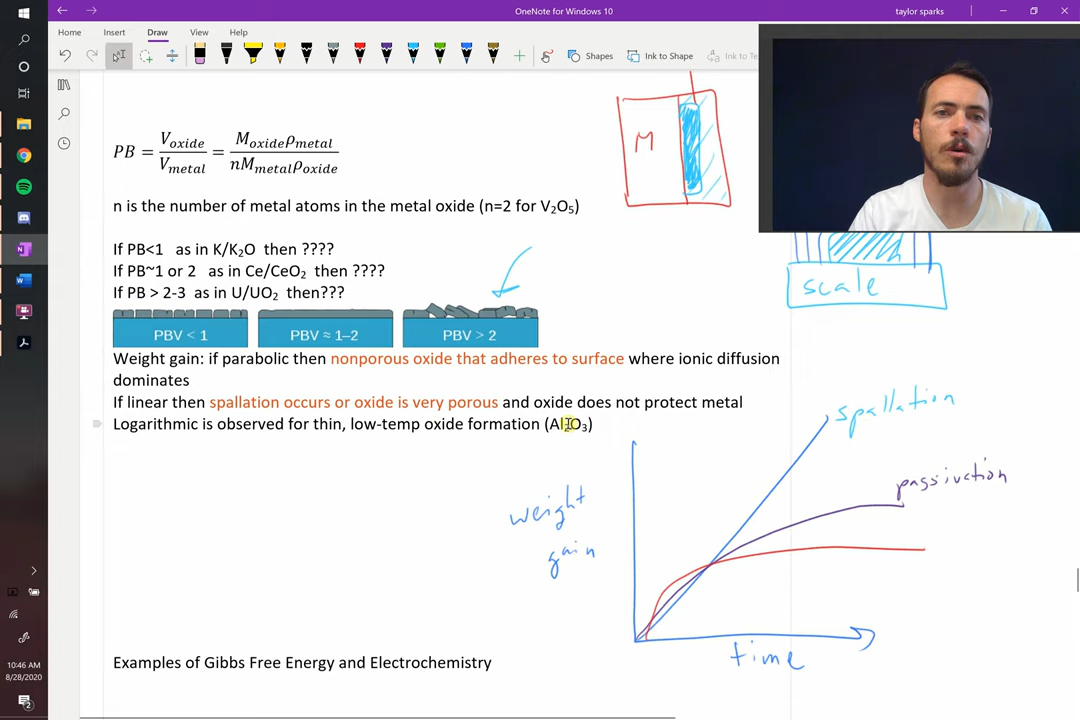 OneNote for Windows 10
taylor sparks
Home Insert Draw View Help
Shapes Ink to Shape Ink to Te
PB = V_oxide / V_metal = M_oxide ρ_metal / n M_metal ρ_oxide
M
n is the number of metal atoms in the metal oxide (n=2 for V₂O₅)
If PB<1 as in K/K₂O then ????
If PB~1 or 2 as in Ce/CeO₂ then ????
If PB > 2-3 as in U/UO₂ then???
scale
PBV < 1 PBV ≈ 1–2 PBV > 2
Weight gain: if parabolic then nonporous oxide that adheres to surface where ionic diffusion
dominates
If linear then spallation occurs or oxide is very porous and oxide does not protect metal
Logarithmic is observed for thin, low-temp oxide formation (Al₂O₃)
spallation
passivction
weight
gain
time
Examples of Gibbs Free Energy and Electrochemistry
10:46 AM
8/28/2020
2